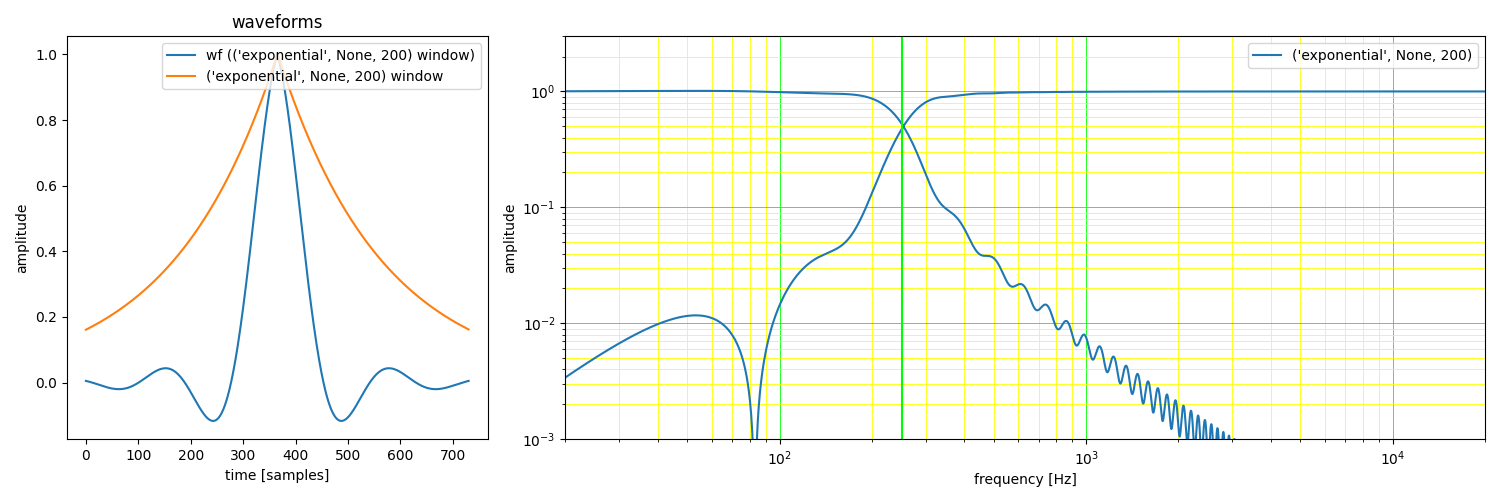 waveforms
wf (('exponential', None, 200) window)
('exponential', None, 200) window
amplitude
1.0
0.8
0.6
0.4
0.2
0.0
0 100 200 300 400 500 600 700
time [samples]
('exponential', None, 200)
amplitude
10⁰
10⁻¹
10⁻²
10⁻³
10² 10³ 10⁴
frequency [Hz]